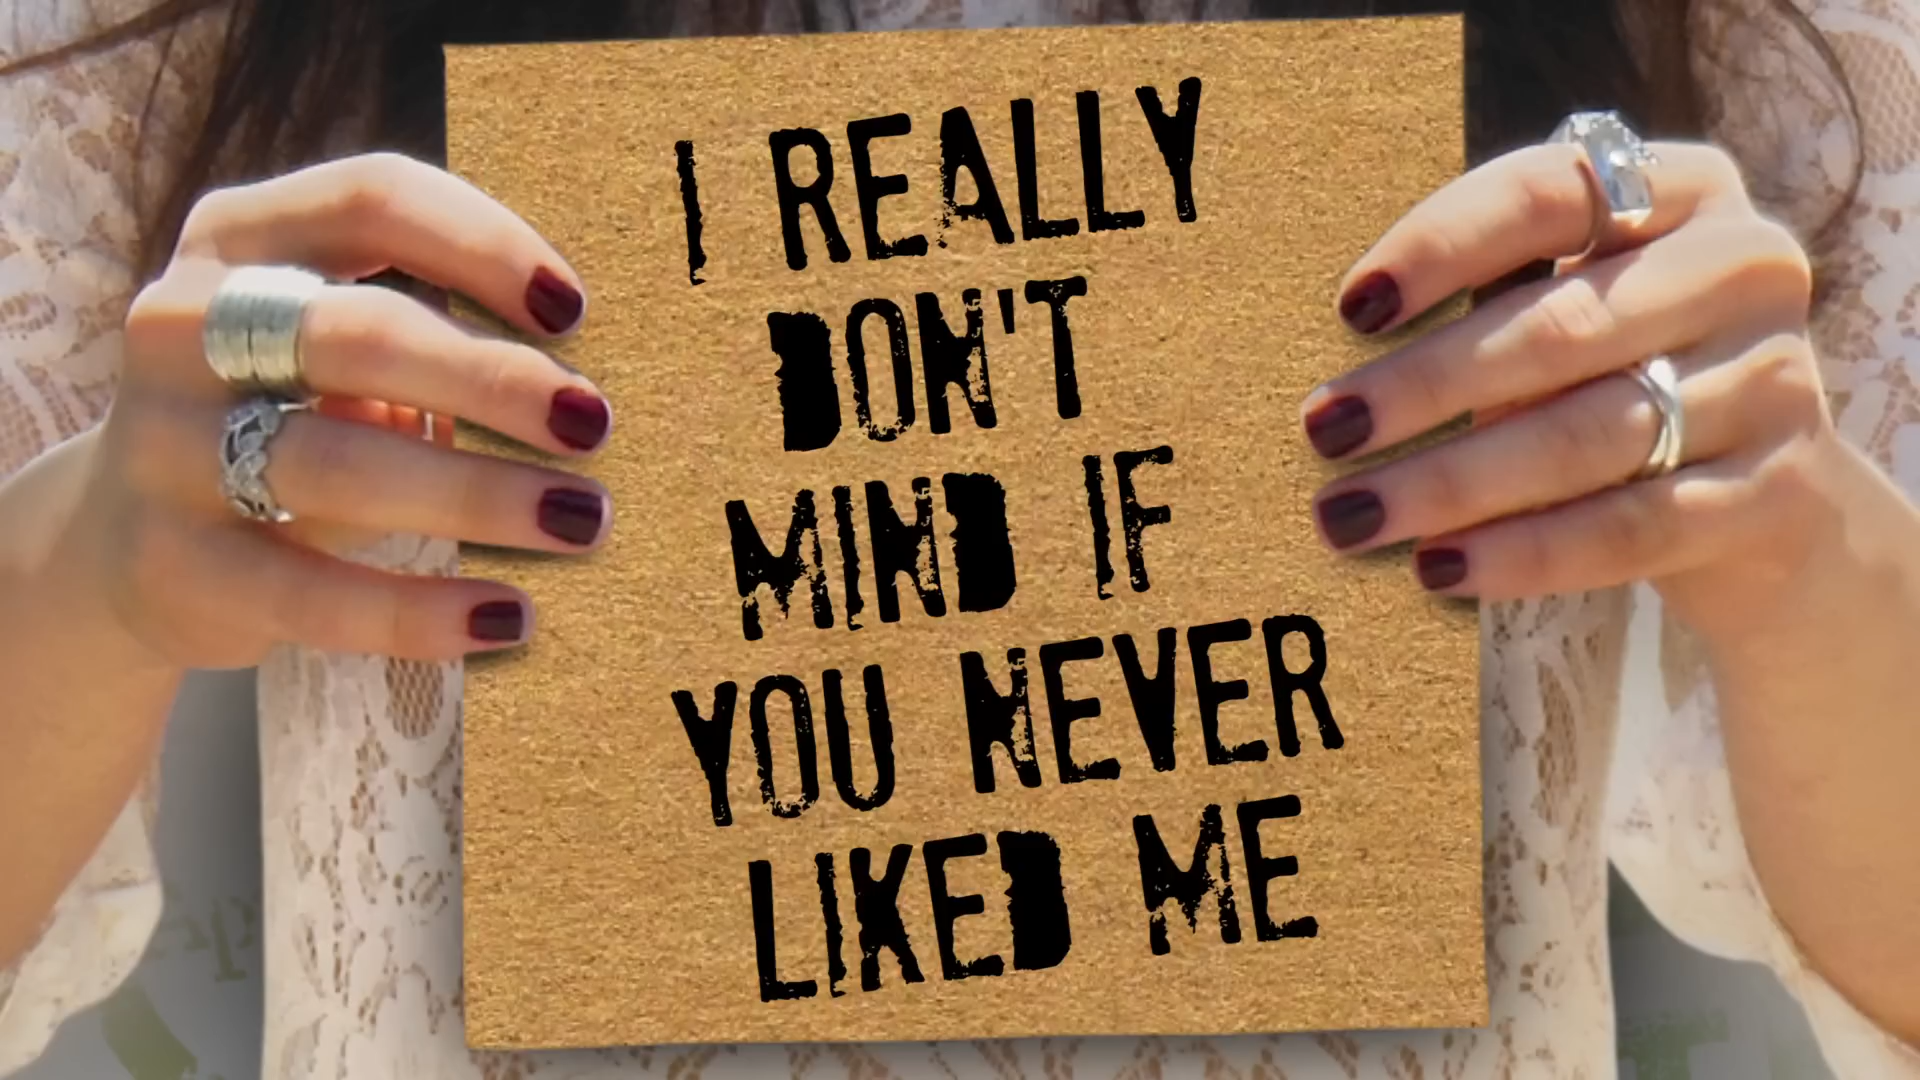 I REALLY
DON'T
MIND IF
YOU NEVER
LIKED ME